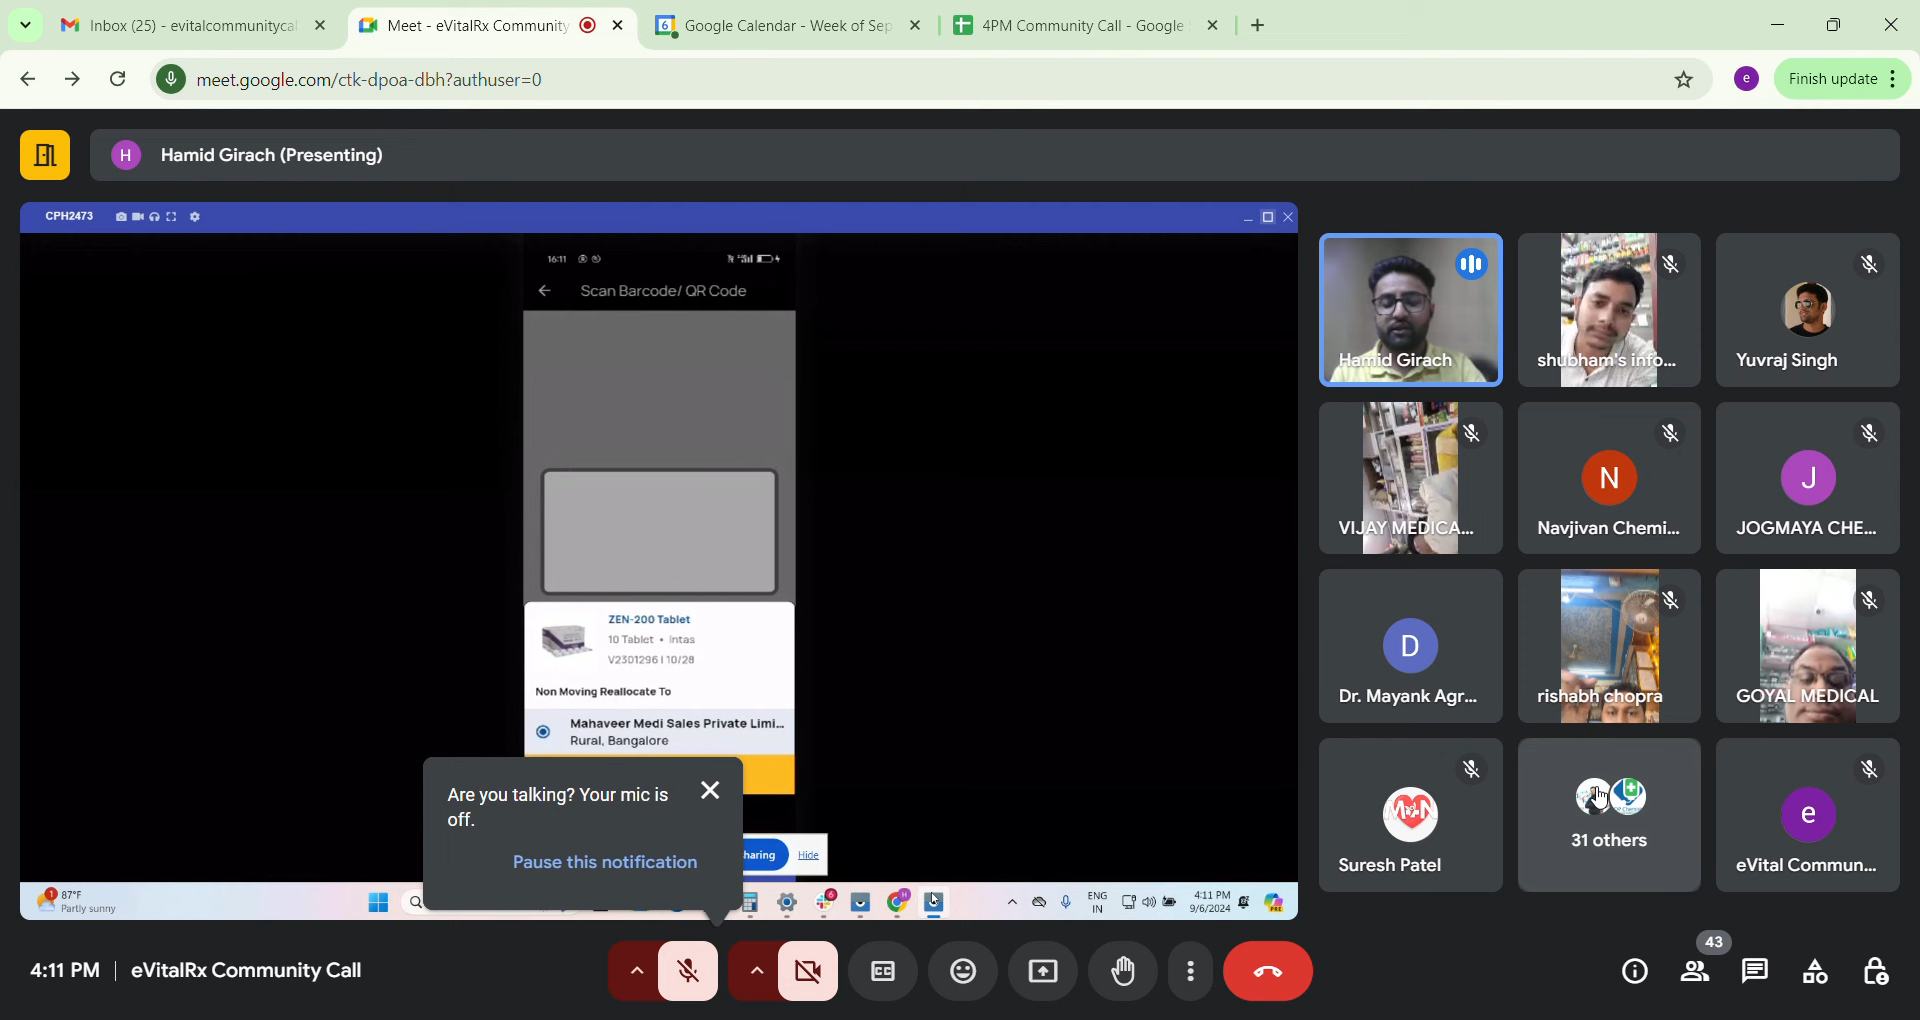 Inbox (25) - evitalcommunityca
Meet - eVitalRx Community
Google Calendar - Week of Sep
4PM Community Call - Google
meet.google.com/ctk-dpoa-dbh?authuser=0
e
Finish update
H
Hamid Girach (Presenting)
CPH2473
16:11
Scan Barcode/ QR Code
ZEN-200 Tablet
10 Tablet • Intas
V2301296 | 10/28
Non Moving Reallocate To
Mahaveer Medi Sales Private Limi...
Rural, Bangalore
Are you talking? Your mic is
off.
Pause this notification
haring
Hide
1
87°F
Partly sunny
6
H
ENG
IN
4:11 PM
9/6/2024
PRE
Hamid Girach
shubham's info...
Yuvraj Singh
VIJAY MEDICA...
N
Navjivan Chemi...
J
JOGMAYA CHE...
D
Dr. Mayank Agr...
rishabh chopra
GOYAL MEDICAL
Suresh Patel
31 others
e
eVital Commun...
4:11 PM
eVitalRx Community Call
43